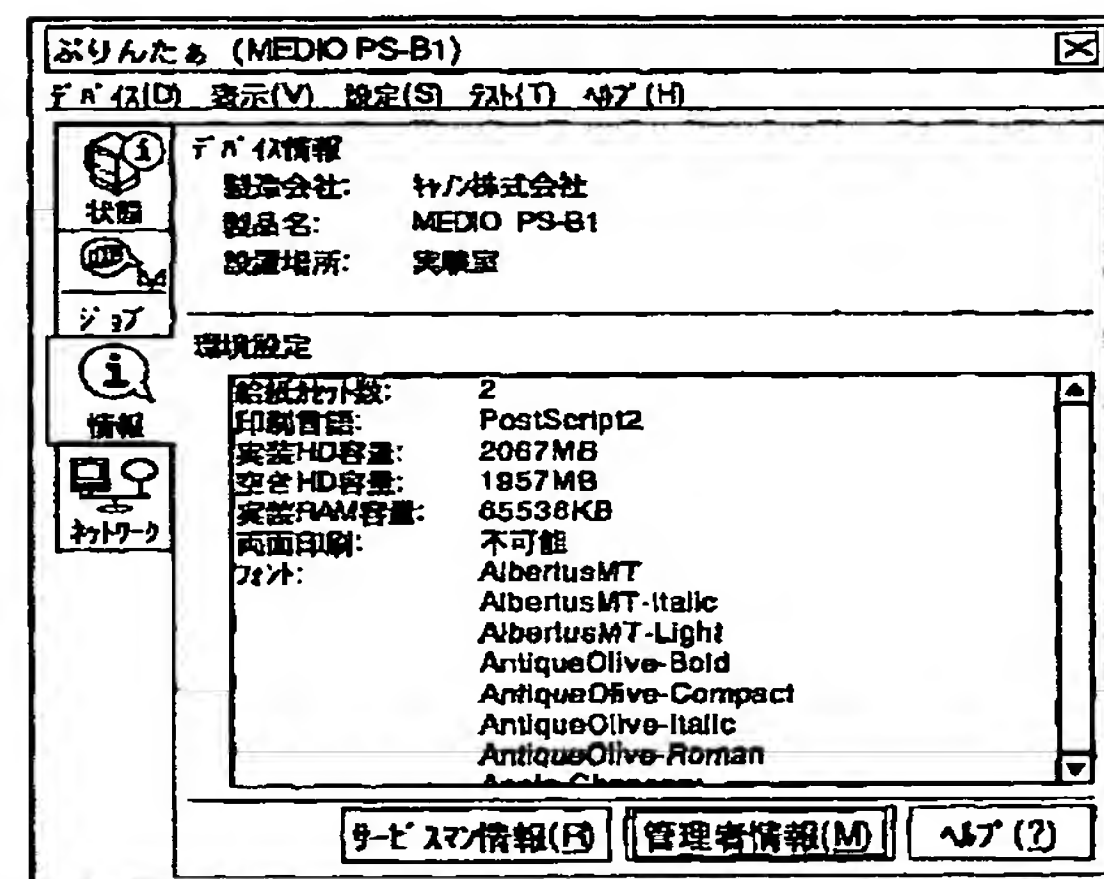 ぷりんたぁ (MEDIO PS-B1)
ﾃﾞﾊﾞｲｽ(D) 表示(V) 設定(S) ﾃｽﾄ(T) ﾍﾙﾌﾟ(H)
ﾃﾞﾊﾞｲｽ情報
製造会社: ｷｬﾉﾝ株式会社
製品名: MEDIO PS-B1
設置場所: 実験室
状態
ジョブ
情報
ﾈｯﾄﾜｰｸ
環境設定
給紙ｶｾｯﾄ数: 2
印刷言語: PostScript2
実装HD容量: 2067MB
空きHD容量: 1957MB
実装RAM容量: 65536KB
両面印刷: 不可能
ﾌｫﾝﾄ: AlbertusMT
AlbertusMT-Italic
AlbertusMT-Light
AntiqueOlive-Bold
AntiqueOlive-Compact
AntiqueOlive-Italic
AntiqueOlive-Roman
ｻｰﾋﾞｽﾏﾝ情報(R) 管理者情報(M) ﾍﾙﾌﾟ(?)